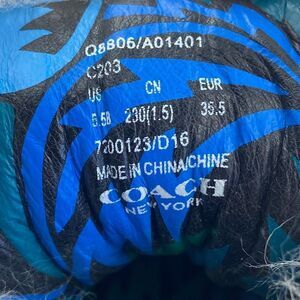 Q8806/A01401
C203
US CN EUR
5.5B 230(1.5) 35.5
7200123/D16
MADE IN CHINA/CHINE
COACH
NEW YORK